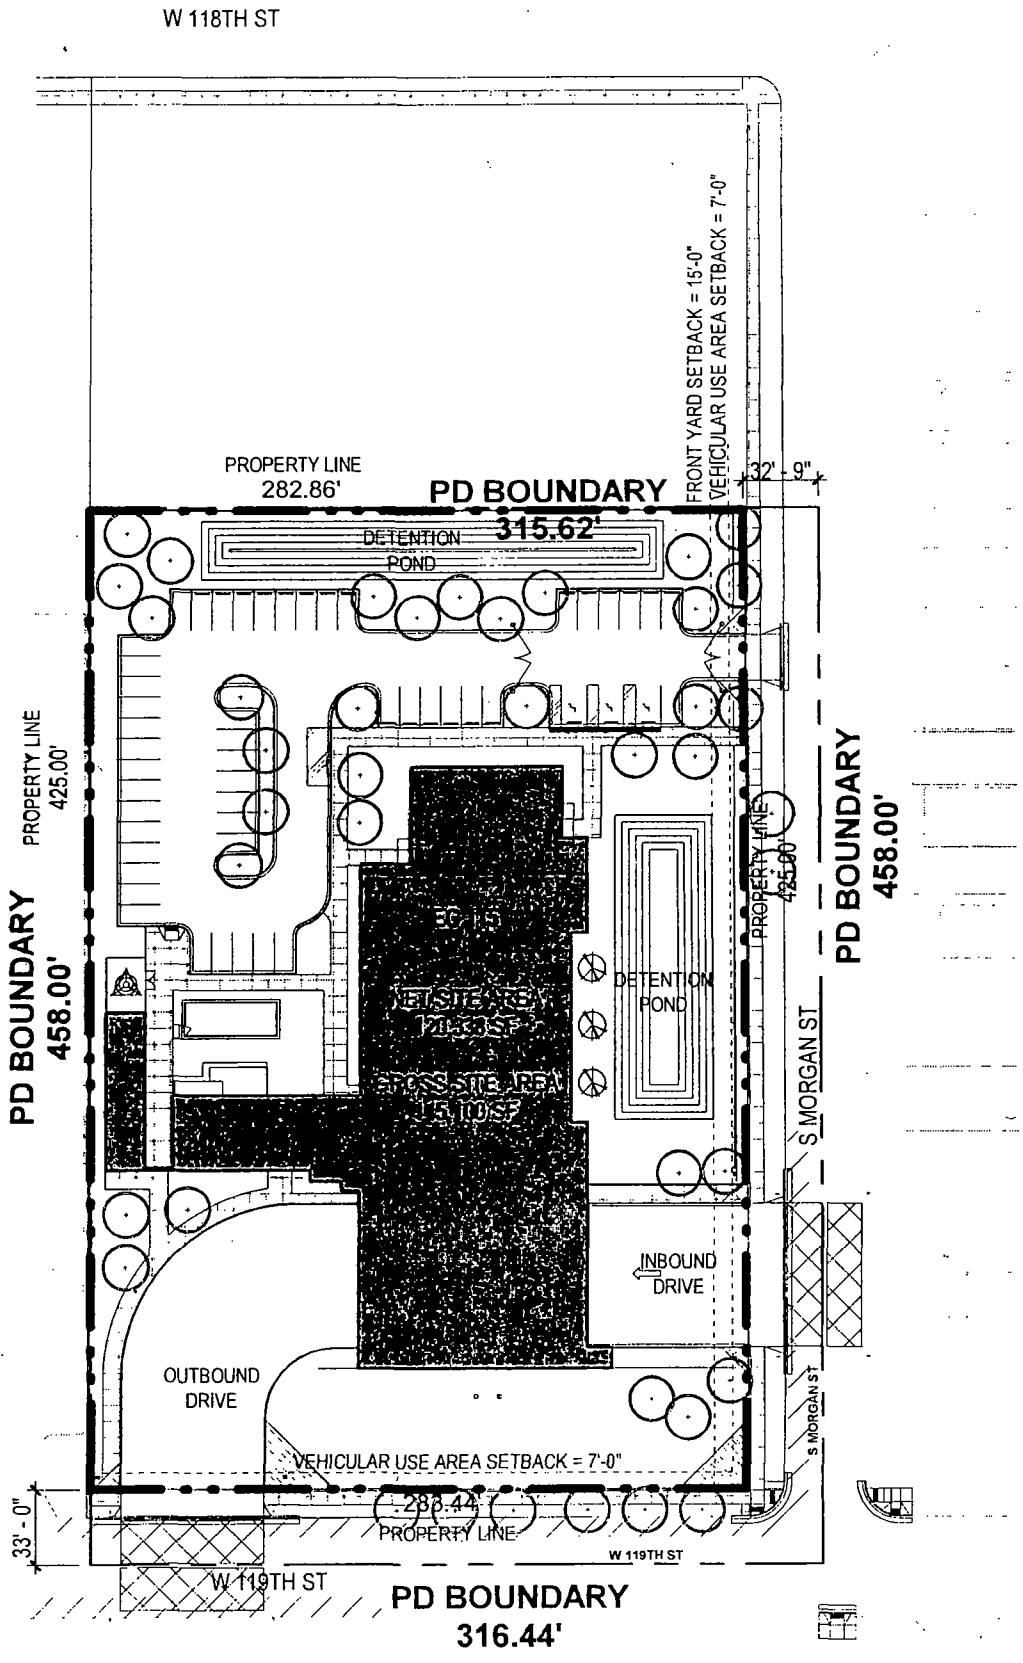 W 118TH ST
FRONT YARD SETBACK = 15'-0"
VEHICULAR USE AREA SETBACK = 7'-0"
PROPERTY LINE
282.86'
PD BOUNDARY
315.62'
32' - 9"
DETENTION
POND
PROPERTY LINE
425.00'
PD BOUNDARY
458.00'
PROPERTY LINE
425.00'
PD BOUNDARY
458.00'
NET SITE AREA
GROSS SITE AREA
DETENTION
POND
S MORGAN ST
INBOUND
DRIVE
OUTBOUND
DRIVE
S MORGAN ST
VEHICULAR USE AREA SETBACK = 7'-0"
283.44'
PROPERTY LINE
33' - 0"
W 119TH ST
W 119TH ST
PD BOUNDARY
316.44'